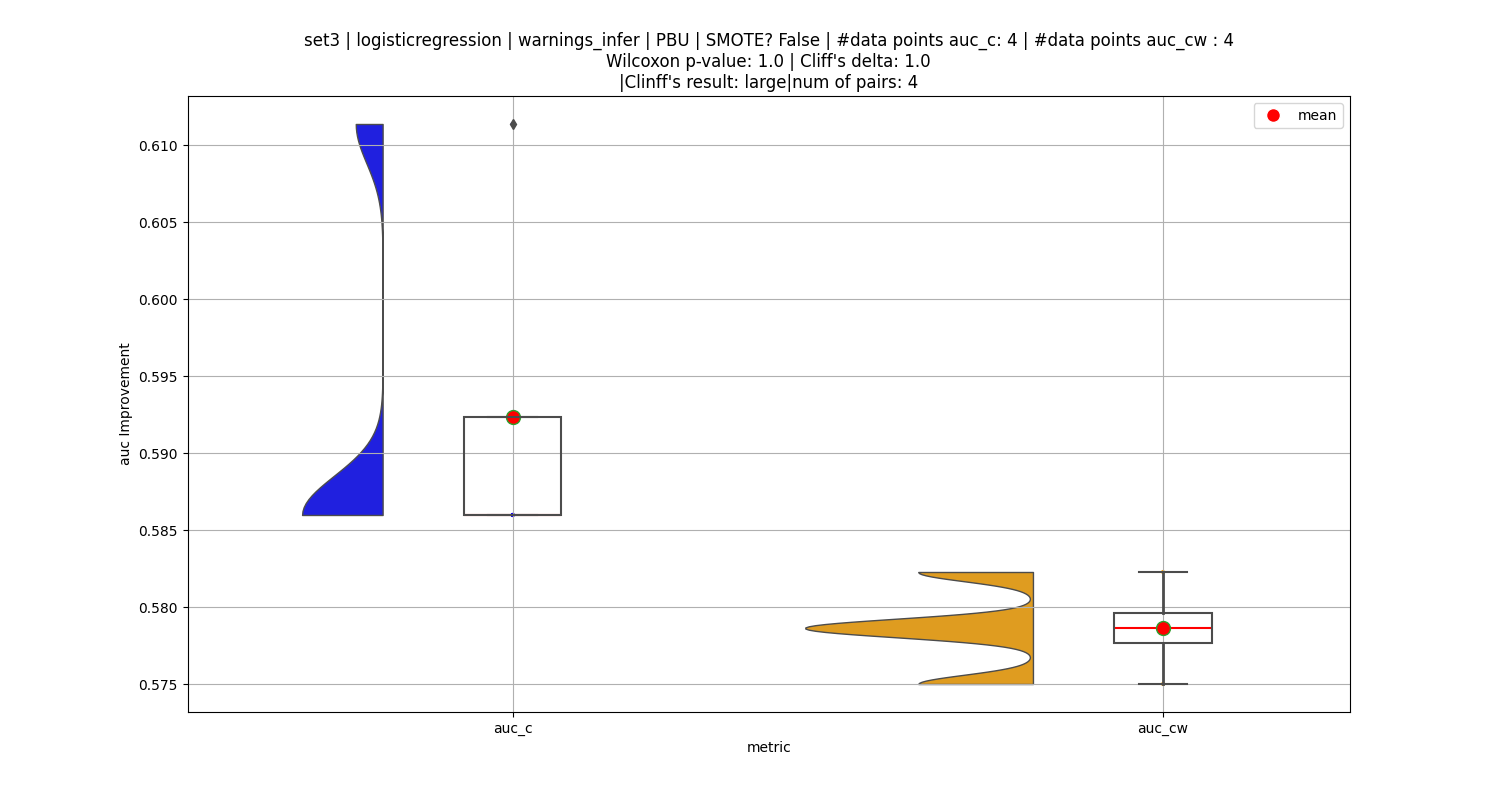 set3 | logisticregression | warnings_infer | PBU | SMOTE? False | #data points auc_c: 4 | #data points auc_cw : 4
Wilcoxon p-value: 1.0 | Cliff's delta: 1.0
|Clinff's result: large|num of pairs: 4
mean
0.610
0.605
0.600
0.595
0.590
0.585
0.580
0.575
auc Improvement
auc_c
auc_cw
metric